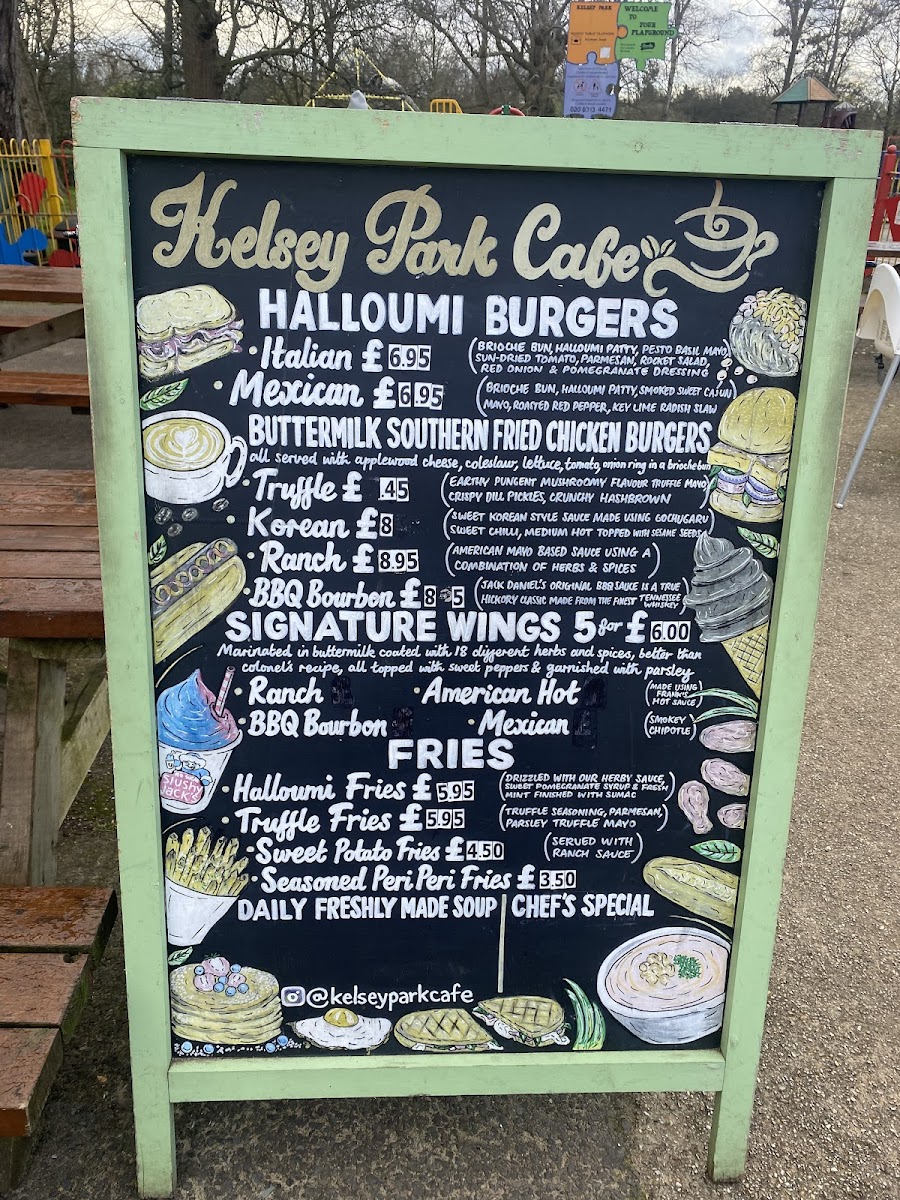 KELSEY PARK
WELCOME
TO
YOUR
PLAYGROUND
020 8313 4471
Kelsey Park Cafe
HALLOUMI BURGERS
• Italian £ 6.95
(BRIOCHE BUN, HALLOUMI PATTY, PESTO BASIL MAYO,
SUN-DRIED TOMATO, PARMESAN, ROCKET SALAD,
RED ONION & POMEGRANATE DRESSING)
• Mexican £ 6.95
(BRIOCHE BUN, HALLOUMI PATTY, SMOKED SWEET CAJUN
MAYO, ROASTED RED PEPPER, KEY LIME RADISH SLAW)
BUTTERMILK SOUTHERN FRIED CHICKEN BURGERS
all served with applewood cheese, coleslaw, lettuce, tomato, onion ring in a brioche bun
• Truffle £ .45
(EARTHY PUNGENT MUSHROOMY FLAVOUR TRUFFLE MAYO,
CRISPY DILL PICKLES, CRUNCHY HASHBROWN)
• Korean £8
(SWEET KOREAN STYLE SAUCE MADE USING GOCHUGARU
SWEET CHILLI, MEDIUM HOT TOPPED WITH SESAME SEEDS)
• Ranch £ 8.95
(AMERICAN MAYO BASED SAUCE USING A
COMBINATION OF HERBS & SPICES)
• BBQ Bourbon £ 8 5
(JACK DANIEL'S ORIGINAL BBQ SAUCE IS A TRUE
HICKORY CLASSIC MADE FROM THE FINEST TENNESSEE WHISKEY)
SIGNATURE WINGS 5 for £ 6.00
Marinated in buttermilk coated with 18 different herbs and spices, better than
colonel's recipe, all topped with sweet peppers & garnished with parsley
• Ranch
• American Hot
(MADE USING
FRANK'S
HOT SAUCE)
• BBQ Bourbon
• Mexican
(SMOKEY
CHIPOTLE)
FRIES
• Halloumi Fries £ 5.95
(DRIZZLED WITH OUR HERBY SAUCE,
SWEET POMEGRANATE SYRUP & FRESH
MINT FINISHED WITH SUMAC)
• Truffle Fries £ 5.95
(TRUFFLE SEASONING, PARMESAN,
PARSLEY TRUFFLE MAYO)
• Sweet Potato Fries £ 4.50
(SERVED WITH
RANCH SAUCE)
• Seasoned Peri Peri Fries £ 3.50
slushy
Jack's
DAILY FRESHLY MADE SOUP | CHEF'S SPECIAL
@kelseyparkcafe